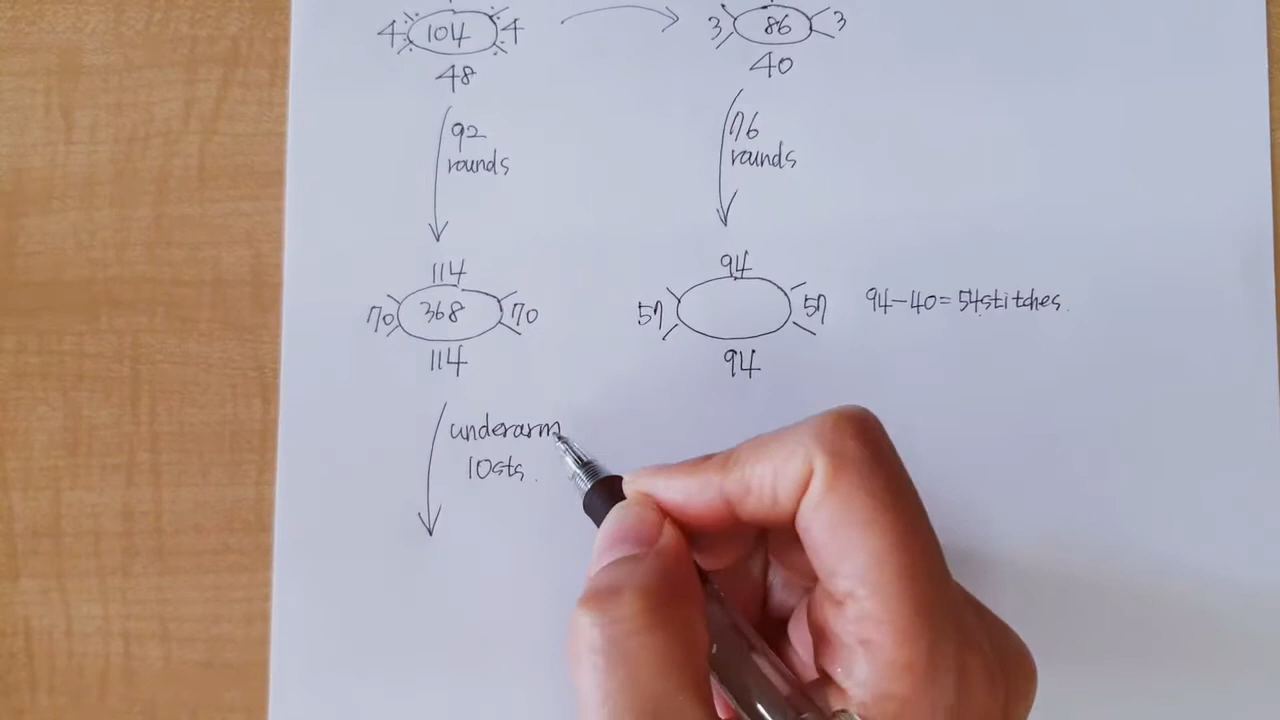 4 104 4
48
92
rounds
114
70 368 70
114
underarm
10sts.
3 86 3
40
76
rounds
94
57 57
94
94-40=54stitches.